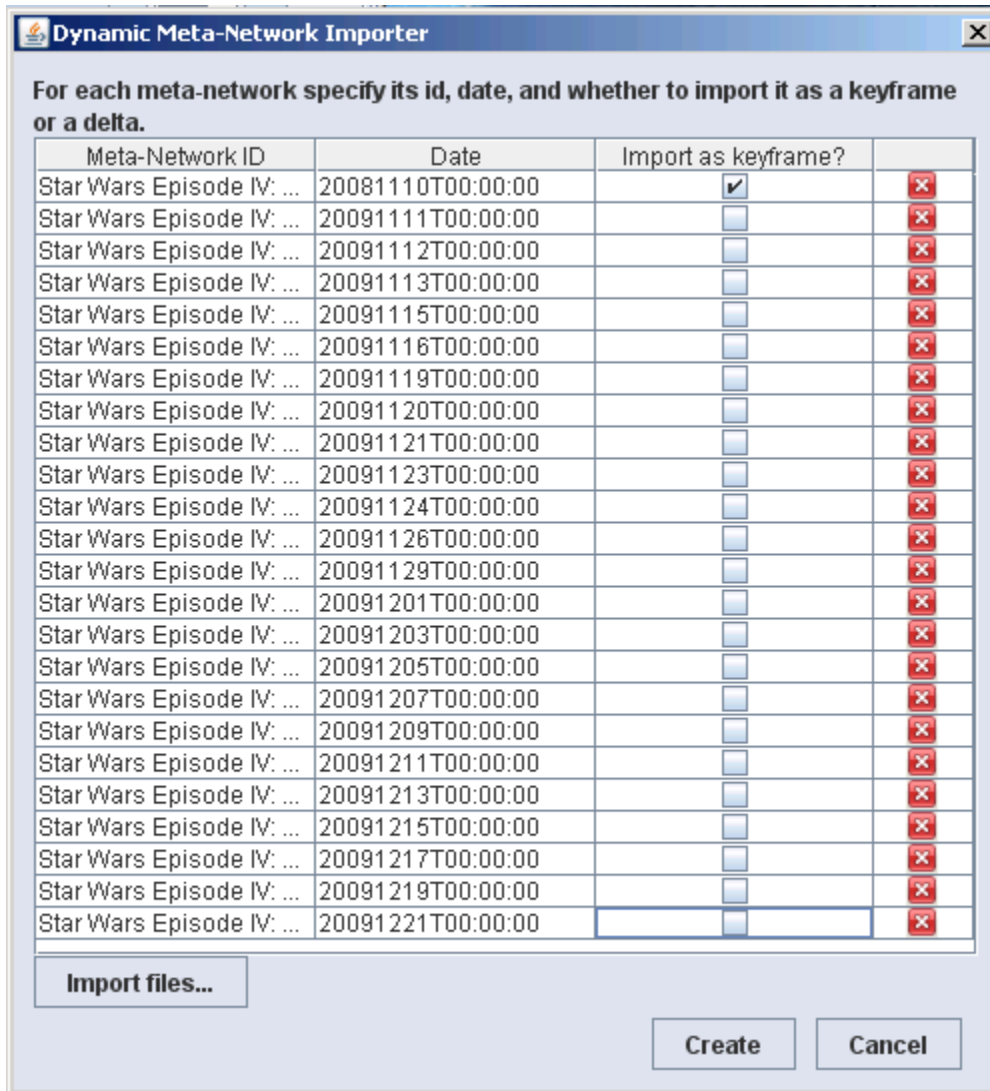 Dynamic Meta-Network Importer
For each meta-network specify its id, date, and whether to import it as a keyframe
or a delta.
Meta-Network ID Date Import as keyframe?
Star Wars Episode IV: ... 20081110T00:00:00
Star Wars Episode IV: ... 20091111T00:00:00
Star Wars Episode IV: ... 20091112T00:00:00
Star Wars Episode IV: ... 20091113T00:00:00
Star Wars Episode IV: ... 20091115T00:00:00
Star Wars Episode IV: ... 20091116T00:00:00
Star Wars Episode IV: ... 20091119T00:00:00
Star Wars Episode IV: ... 20091120T00:00:00
Star Wars Episode IV: ... 20091121T00:00:00
Star Wars Episode IV: ... 20091123T00:00:00
Star Wars Episode IV: ... 20091124T00:00:00
Star Wars Episode IV: ... 20091126T00:00:00
Star Wars Episode IV: ... 20091129T00:00:00
Star Wars Episode IV: ... 20091201T00:00:00
Star Wars Episode IV: ... 20091203T00:00:00
Star Wars Episode IV: ... 20091205T00:00:00
Star Wars Episode IV: ... 20091207T00:00:00
Star Wars Episode IV: ... 20091209T00:00:00
Star Wars Episode IV: ... 20091211T00:00:00
Star Wars Episode IV: ... 20091213T00:00:00
Star Wars Episode IV: ... 20091215T00:00:00
Star Wars Episode IV: ... 20091217T00:00:00
Star Wars Episode IV: ... 20091219T00:00:00
Star Wars Episode IV: ... 20091221T00:00:00
Import files...
Create Cancel